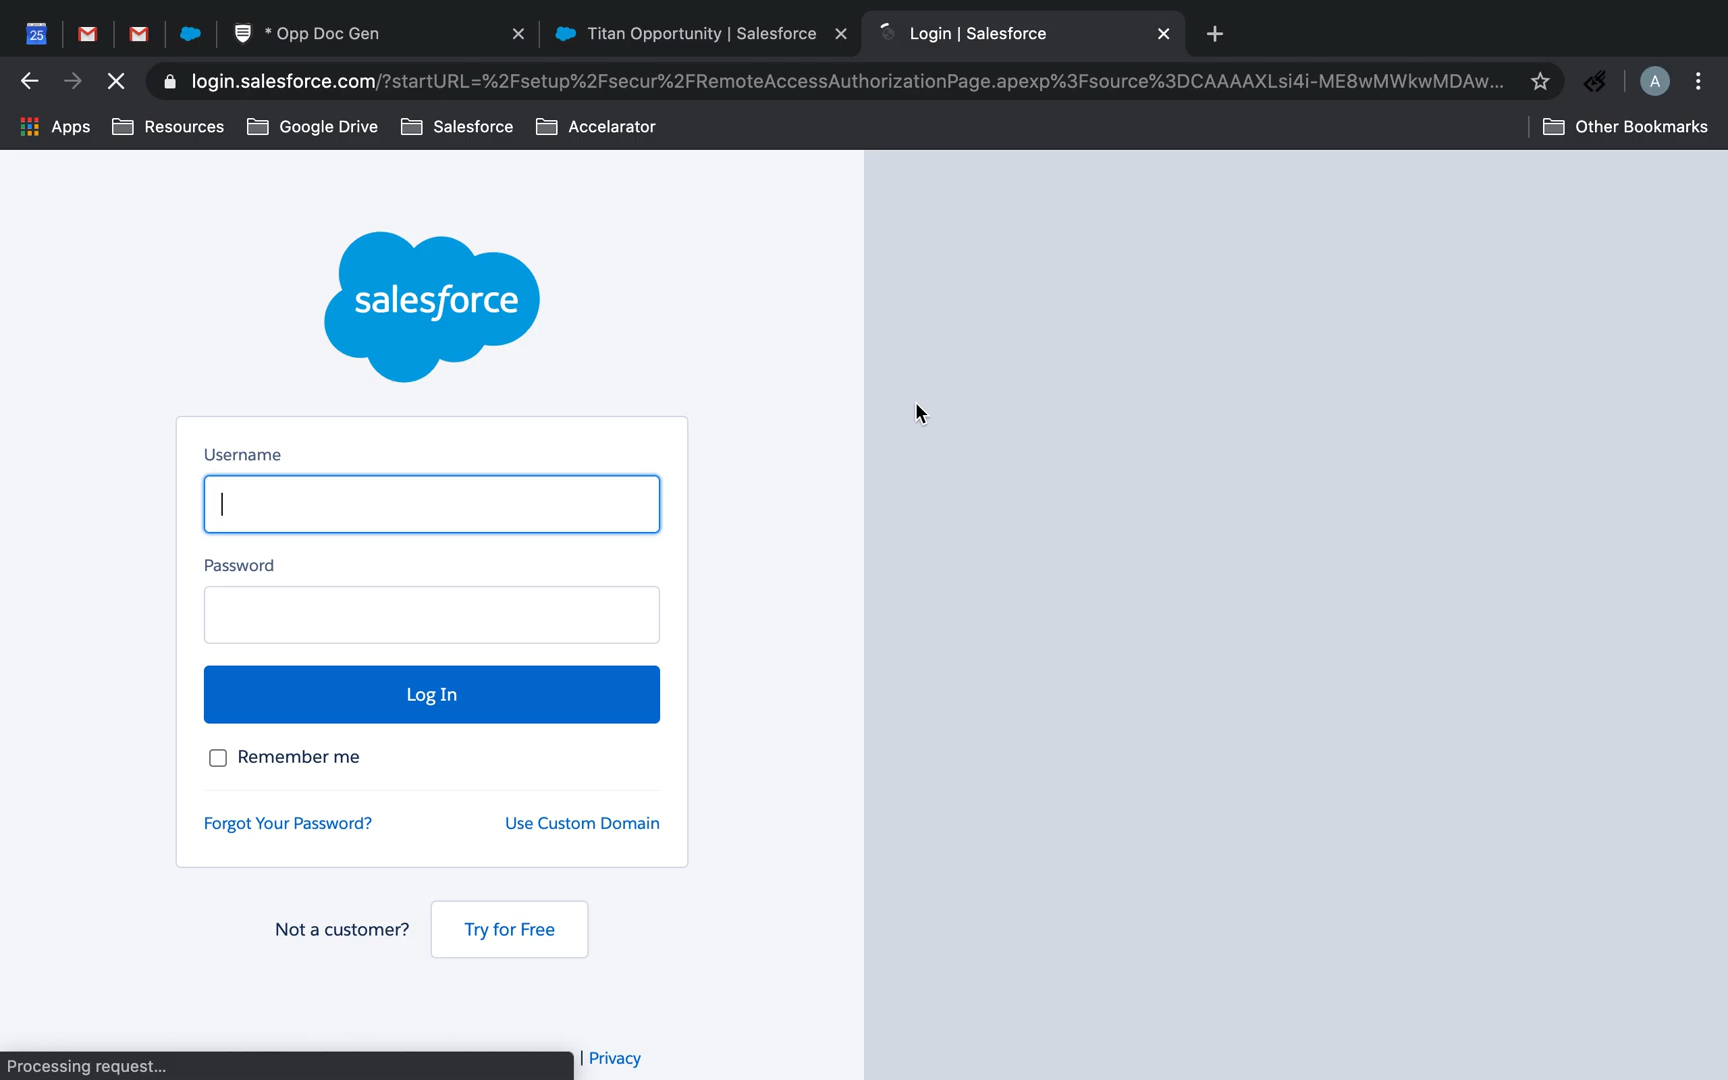 25
* Opp Doc Gen
Titan Opportunity | Salesforce
Login | Salesforce
login.salesforce.com/?startURL=%2Fsetup%2Fsecur%2FRemoteAccessAuthorizationPage.apexp%3Fsource%3DCAAAAXLsi4i-ME8wMWkwMDAw...
A
Apps
Resources
Google Drive
Salesforce
Accelarator
Other Bookmarks
salesforce
Username
Password
Log In
Remember me
Forgot Your Password?
Use Custom Domain
Not a customer?
Try for Free
| Privacy
Processing request...